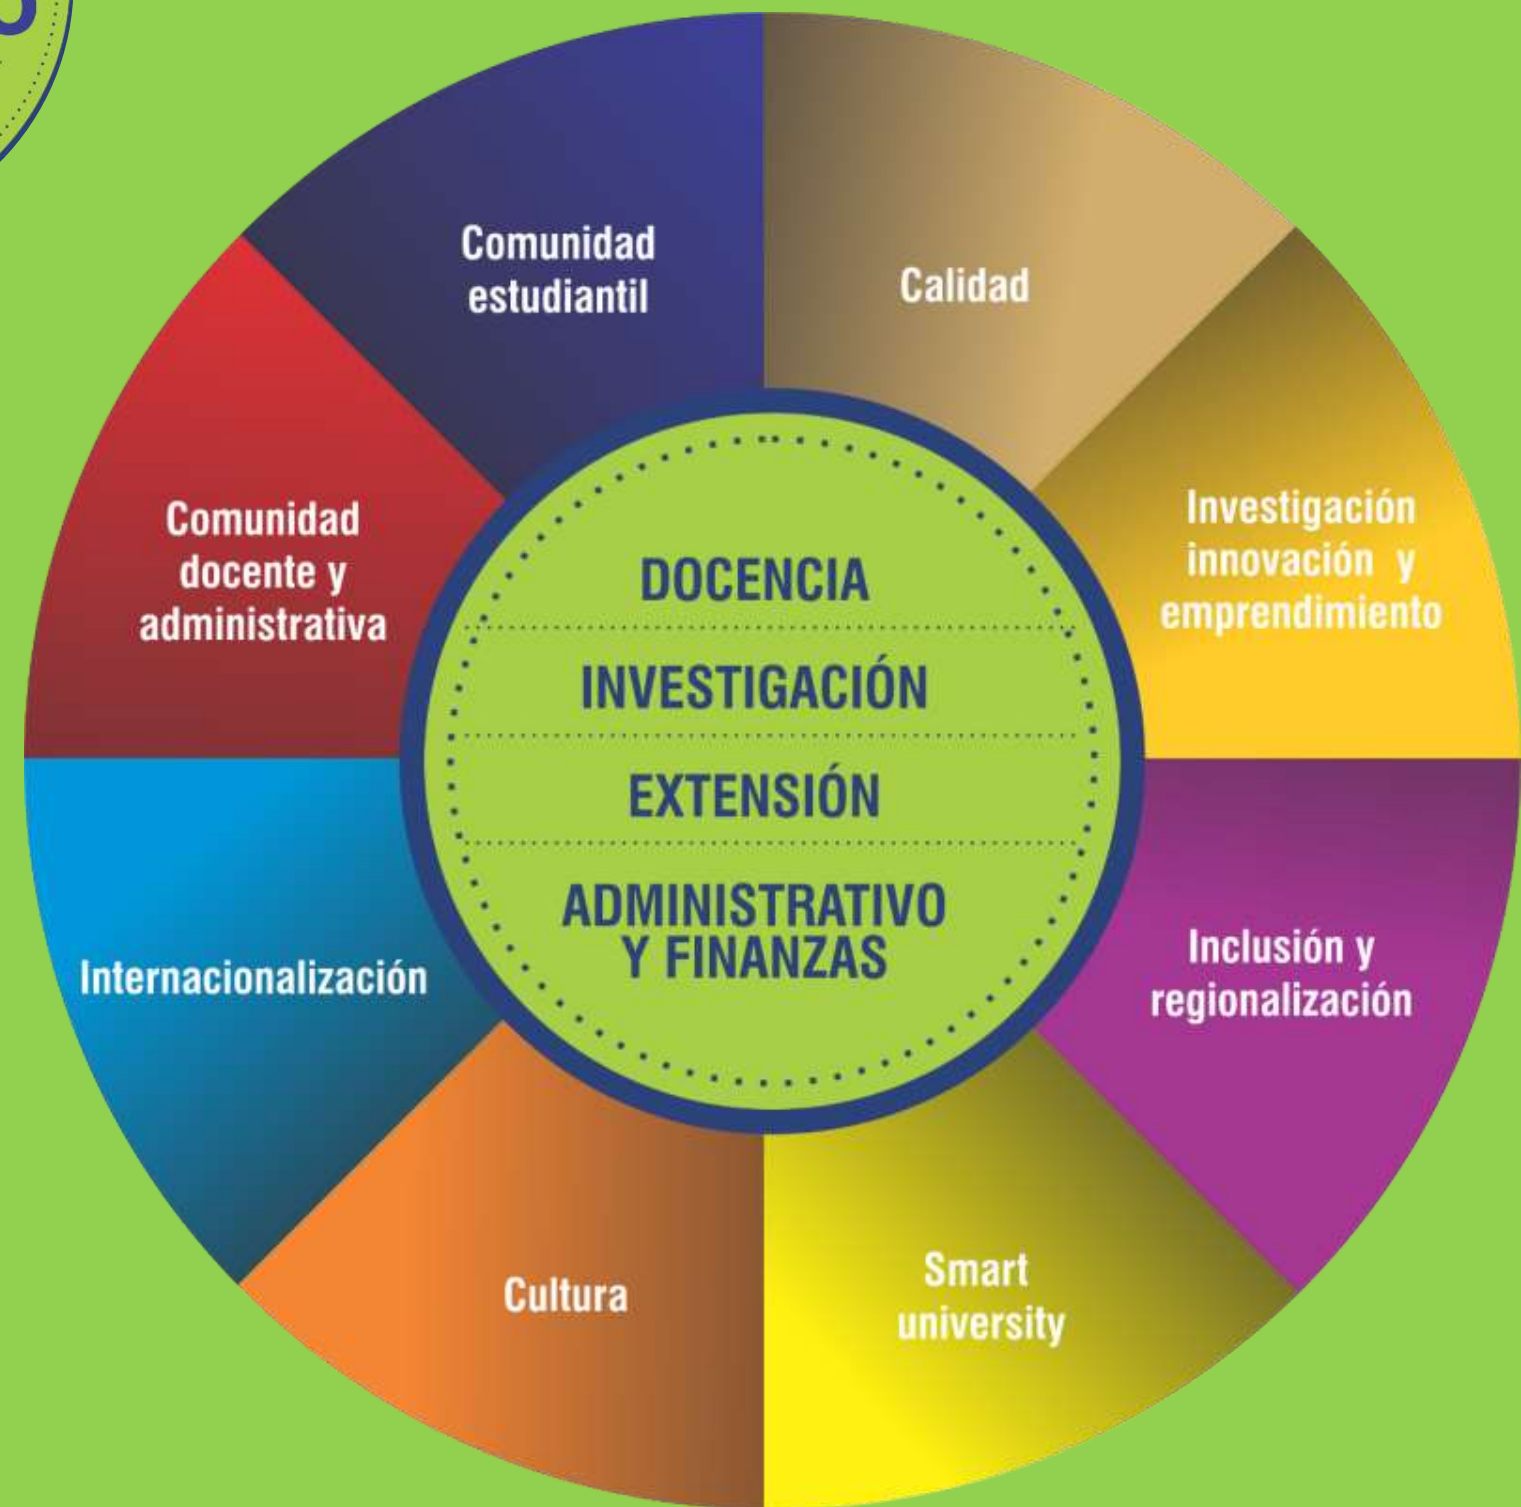 Comunidad
estudiantil
Calidad
Investigación
innovación y
emprendimiento
Inclusión y
regionalización
Smart
university
Cultura
Internacionalización
Comunidad
docente y
administrativa
DOCENCIA
INVESTIGACIÓN
EXTENSIÓN
ADMINISTRATIVO
Y FINANZAS